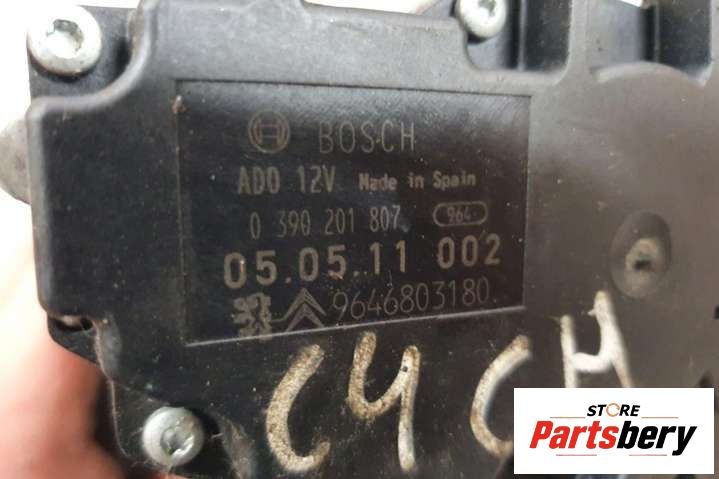 BOSCH
ADO 12V Made in Spain
0 390 201 807 964
05.05.11 002
9646803180
C4 CH
STORE
Partsbery